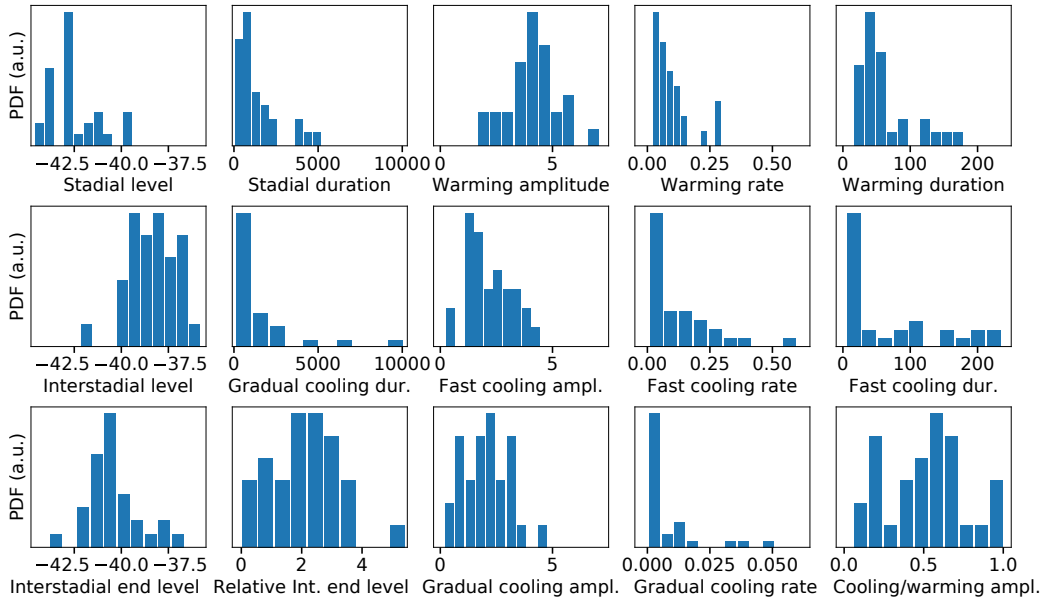 PDF (a.u.)
−42.5 −40.0 −37.5 0 5000 10000 5 0.00 0.25 0.50 0 100 200
Stadial level Stadial duration Warming amplitude Warming rate Warming duration
PDF (a.u.)
−42.5 −40.0 −37.5 0 5000 10000 5 0.00 0.25 0.50 0 100 200
Interstadial level Gradual cooling dur. Fast cooling ampl. Fast cooling rate Fast cooling dur.
PDF (a.u.)
−42.5 −40.0 −37.5 0 2 4 5 0.000 0.025 0.050 0.0 0.5 1.0
Interstadial end level Relative Int. end level Gradual cooling ampl. Gradual cooling rate Cooling/warming ampl.